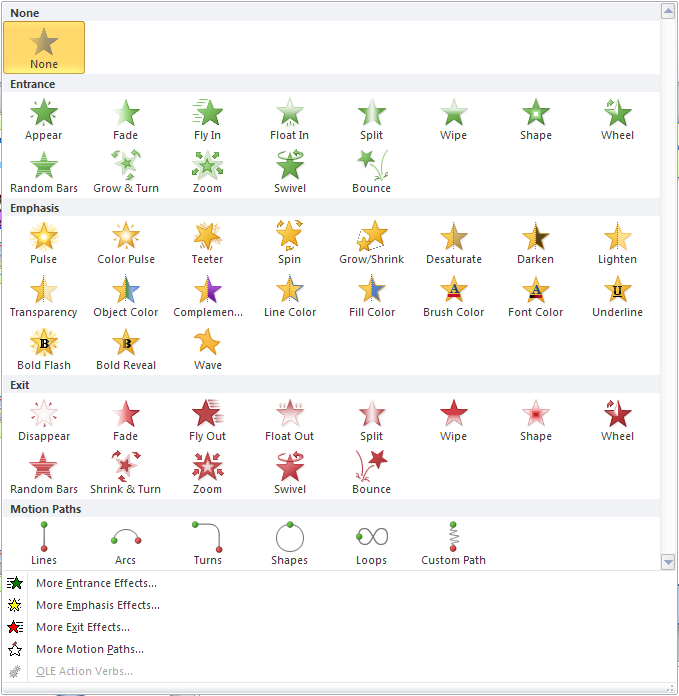 None
None
Entrance
Appear Fade Fly In Float In Split Wipe Shape Wheel
Random Bars Grow & Turn Zoom Swivel Bounce
Emphasis
Pulse Color Pulse Teeter Spin Grow/Shrink Desaturate Darken Lighten
Transparency Object Color Complemen... Line Color Fill Color Brush Color Font Color Underline
Bold Flash Bold Reveal Wave
Exit
Disappear Fade Fly Out Float Out Split Wipe Shape Wheel
Random Bars Shrink & Turn Zoom Swivel Bounce
Motion Paths
Lines Arcs Turns Shapes Loops Custom Path
More Entrance Effects...
More Emphasis Effects...
More Exit Effects...
More Motion Paths...
OLE Action Verbs...